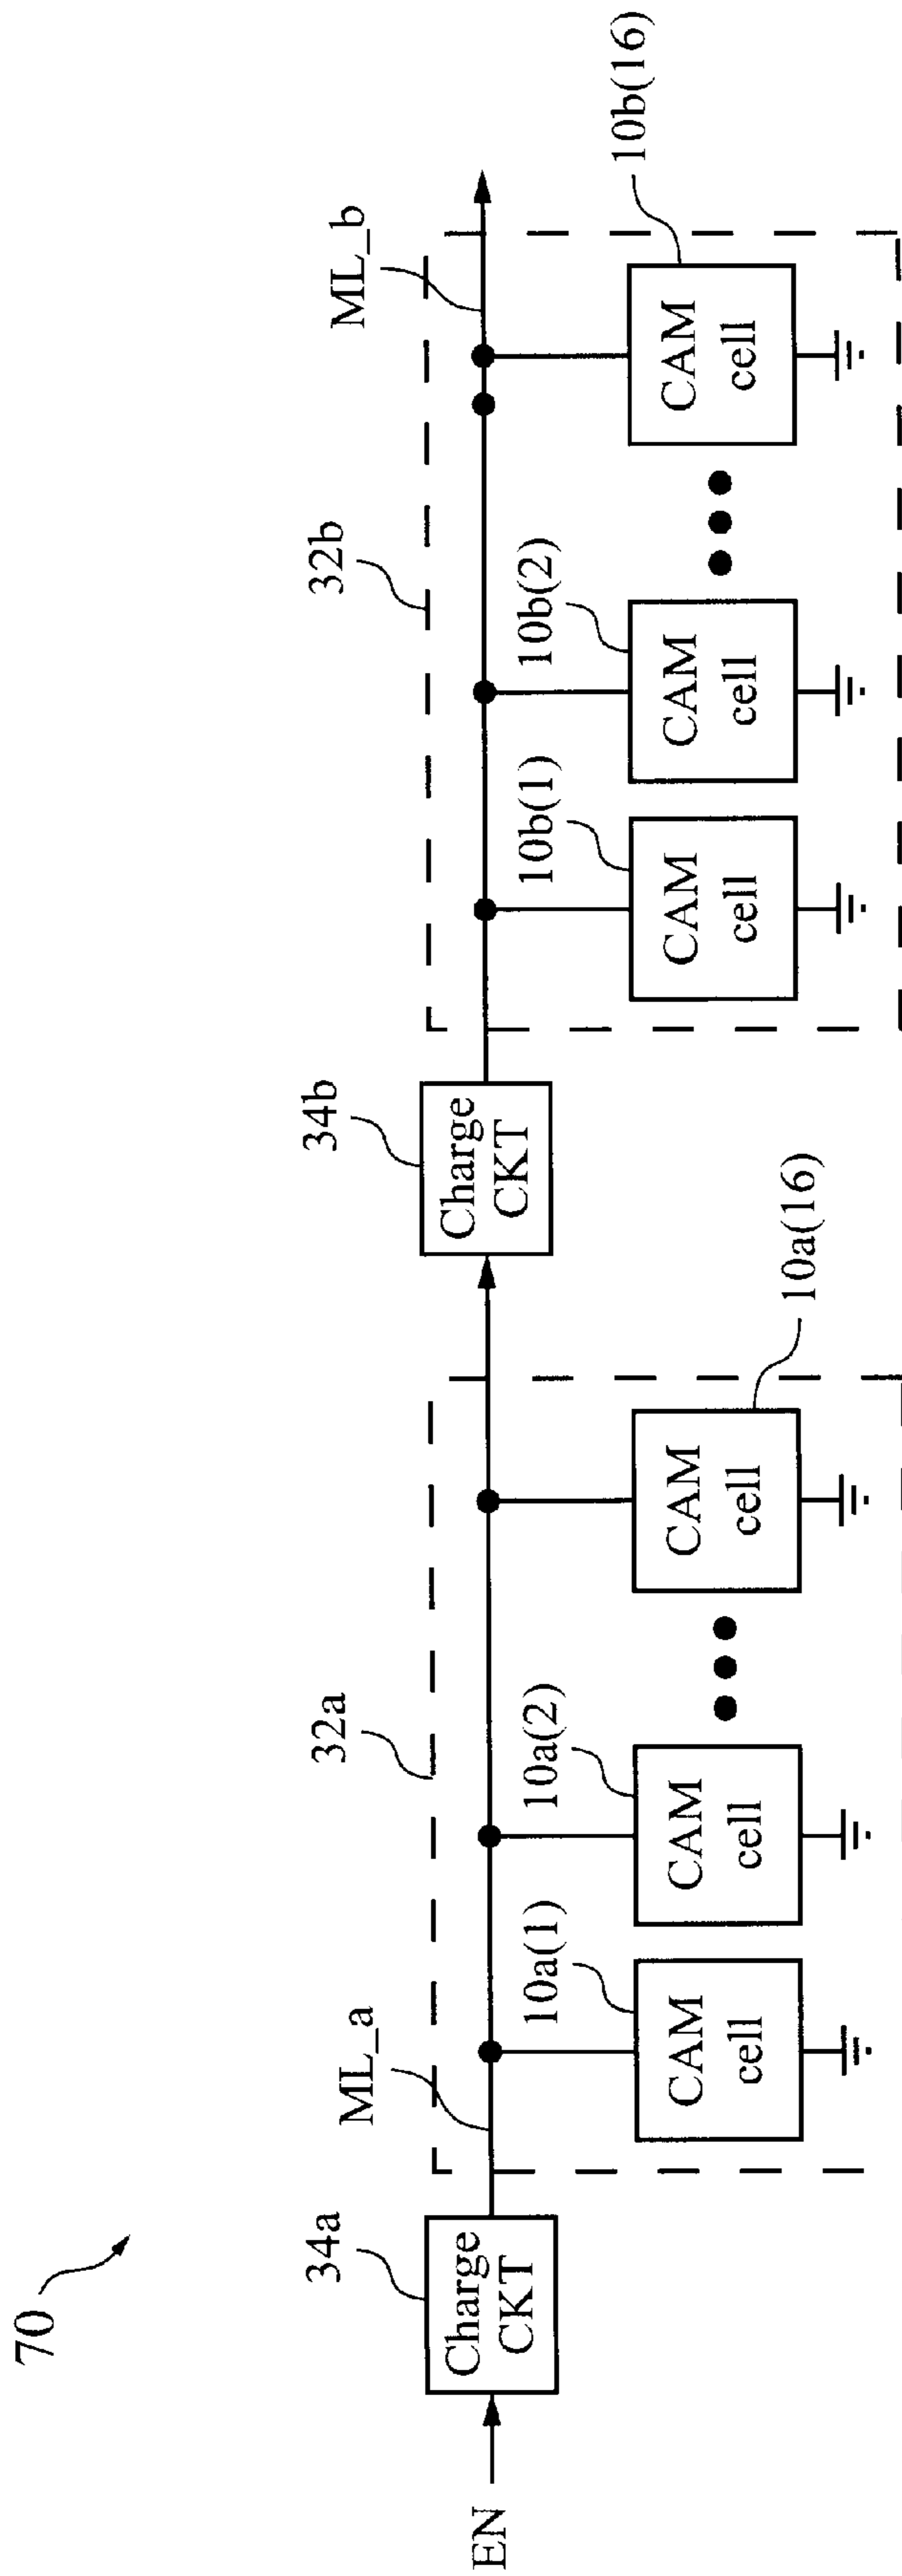 70
EN
34a
Charge
CKT
ML_a
32a
10a(1)
CAM
cell
10a(2)
CAM
cell
10a(16)
CAM
cell
34b
Charge
CKT
32b
ML_b
10b(1)
CAM
cell
10b(2)
CAM
cell
10b(16)
CAM
cell